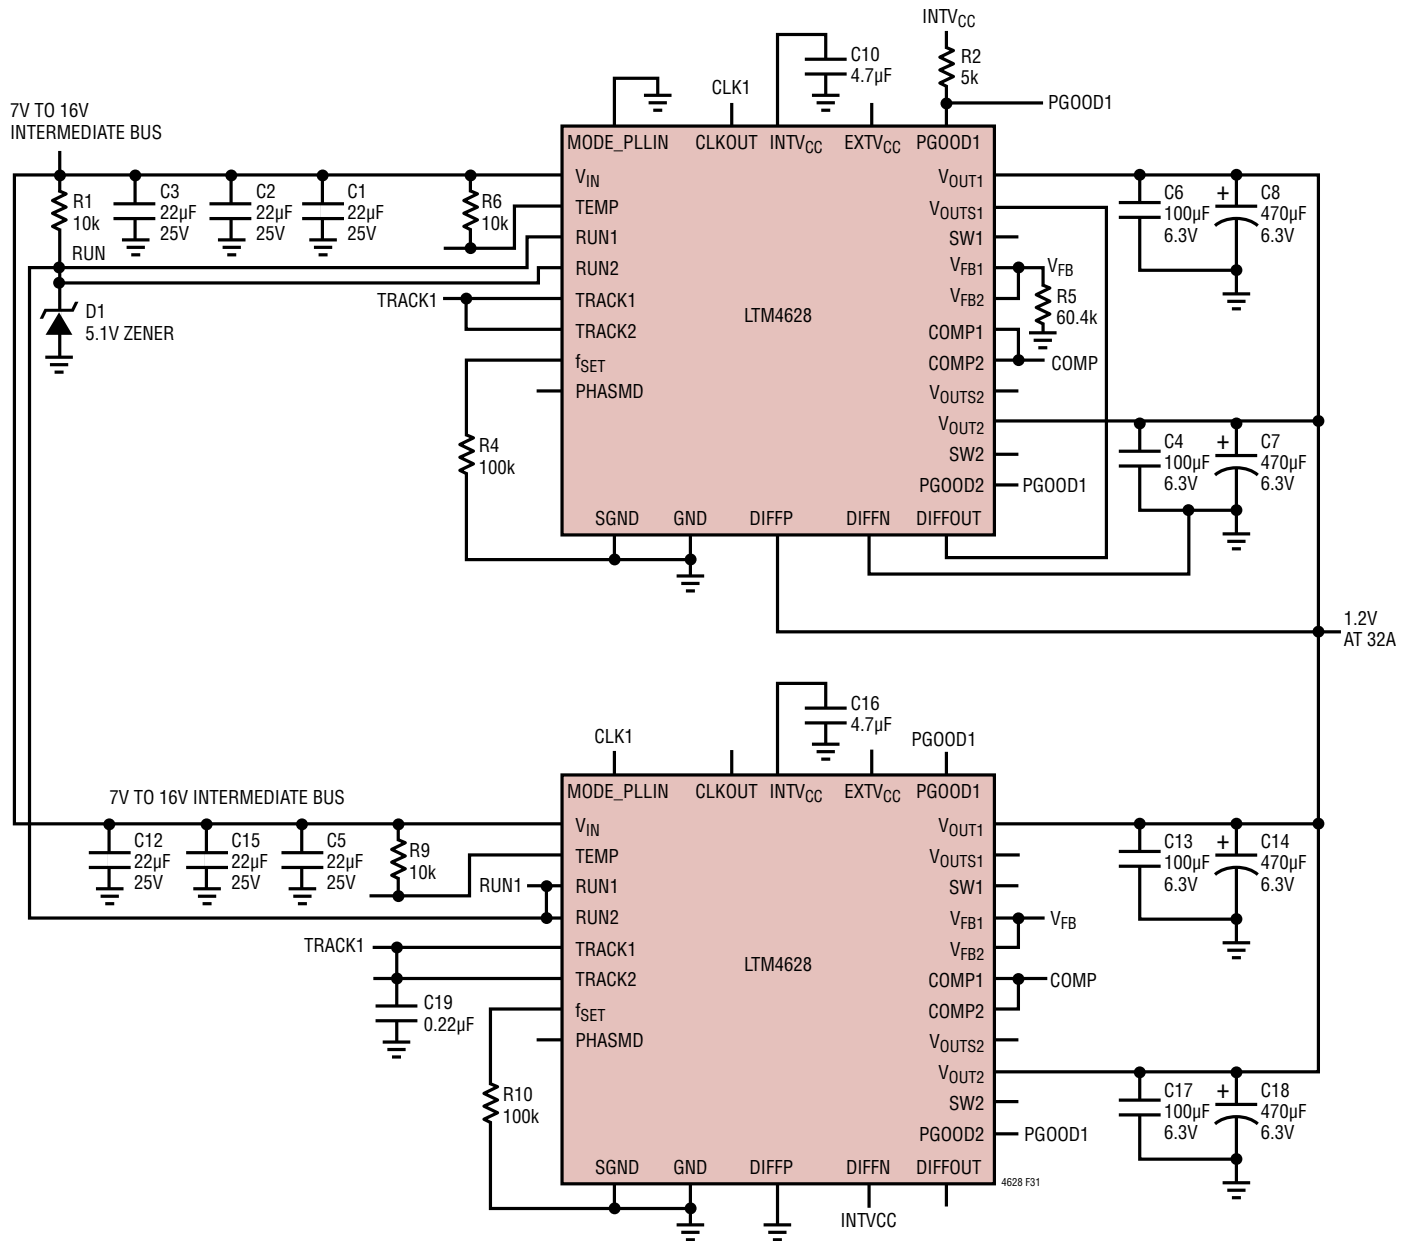 INTVCC
R2
5k
PGOOD1
C10
4.7µF
CLK1
7V TO 16V
INTERMEDIATE BUS
MODE_PLLIN
CLKOUT
INTVCC
EXTVCC
PGOOD1
R1
10k
C3
22µF
25V
C2
22µF
25V
C1
22µF
25V
R6
10k
RUN
D1
5.1V ZENER
TRACK1
R4
100k
VIN
TEMP
RUN1
RUN2
TRACK1
TRACK2
fSET
PHASMD
LTM4628
VOUT1
VOUTS1
SW1
VFB1
VFB2
COMP1
COMP2
VOUTS2
VOUT2
SW2
PGOOD2
VFB
R5
60.4k
COMP
PGOOD1
C6
100µF
6.3V
+
C8
470µF
6.3V
C4
100µF
6.3V
+
C7
470µF
6.3V
SGND
GND
DIFFP
DIFFN
DIFFOUT
1.2V
AT 32A
C16
4.7µF
CLK1
PGOOD1
7V TO 16V INTERMEDIATE BUS
MODE_PLLIN
CLKOUT
INTVCC
EXTVCC
PGOOD1
C12
22µF
25V
C15
22µF
25V
C5
22µF
25V
R9
10k
RUN1
TRACK1
C19
0.22µF
R10
100k
VIN
TEMP
RUN1
RUN2
TRACK1
TRACK2
fSET
PHASMD
LTM4628
VOUT1
VOUTS1
SW1
VFB1
VFB2
COMP1
COMP2
VOUTS2
VOUT2
SW2
PGOOD2
VFB
COMP
PGOOD1
C13
100µF
6.3V
+
C14
470µF
6.3V
C17
100µF
6.3V
+
C18
470µF
6.3V
SGND
GND
DIFFP
DIFFN
DIFFOUT
4628 F31
INTVCC